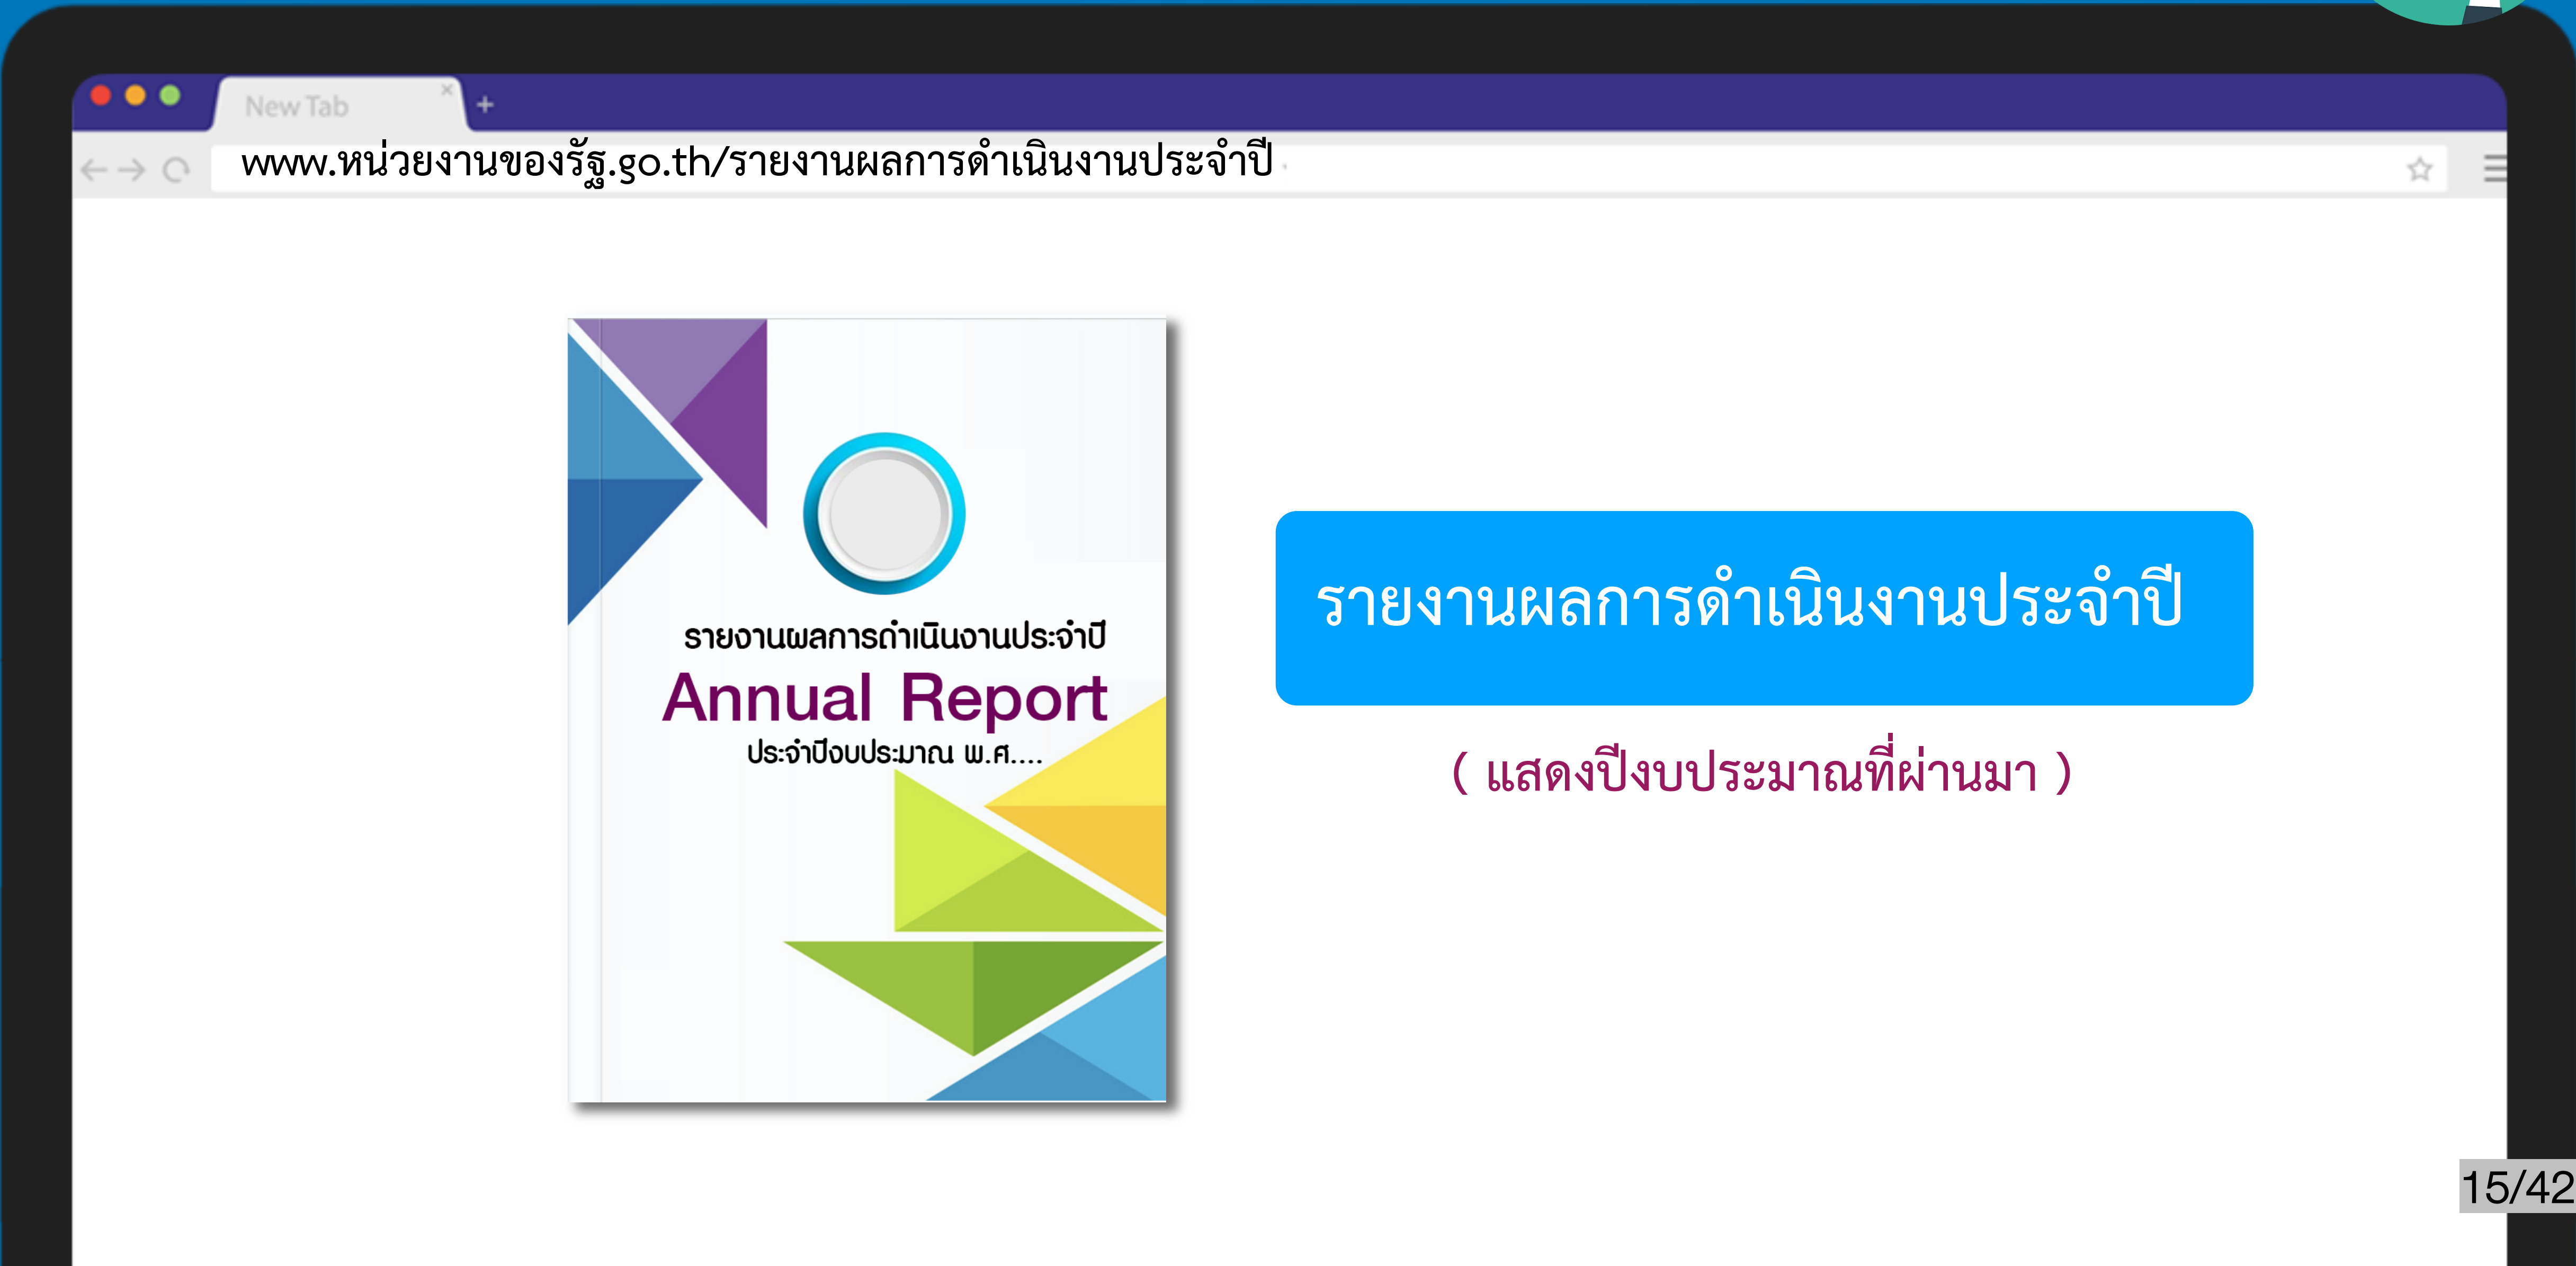 New Tab
www.หน่วยงานของรัฐ.go.th/รายงานผลการดำเนินงานประจำปี
รายงานผลการดำเนินงานประจำปี
Annual Report
ประจำปีงบประมาณ พ.ศ....
รายงานผลการดำเนินงานประจำปี
( แสดงปีงบประมาณที่ผ่านมา )
15/42